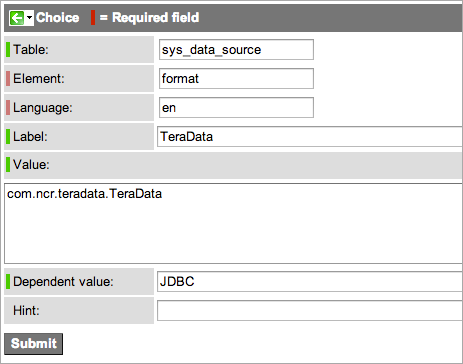 Choice = Required field
Table: sys_data_source
Element: format
Language: en
Label: TeraData
Value:
com.ncr.teradata.TeraData
Dependent value: JDBC
Hint:
Submit